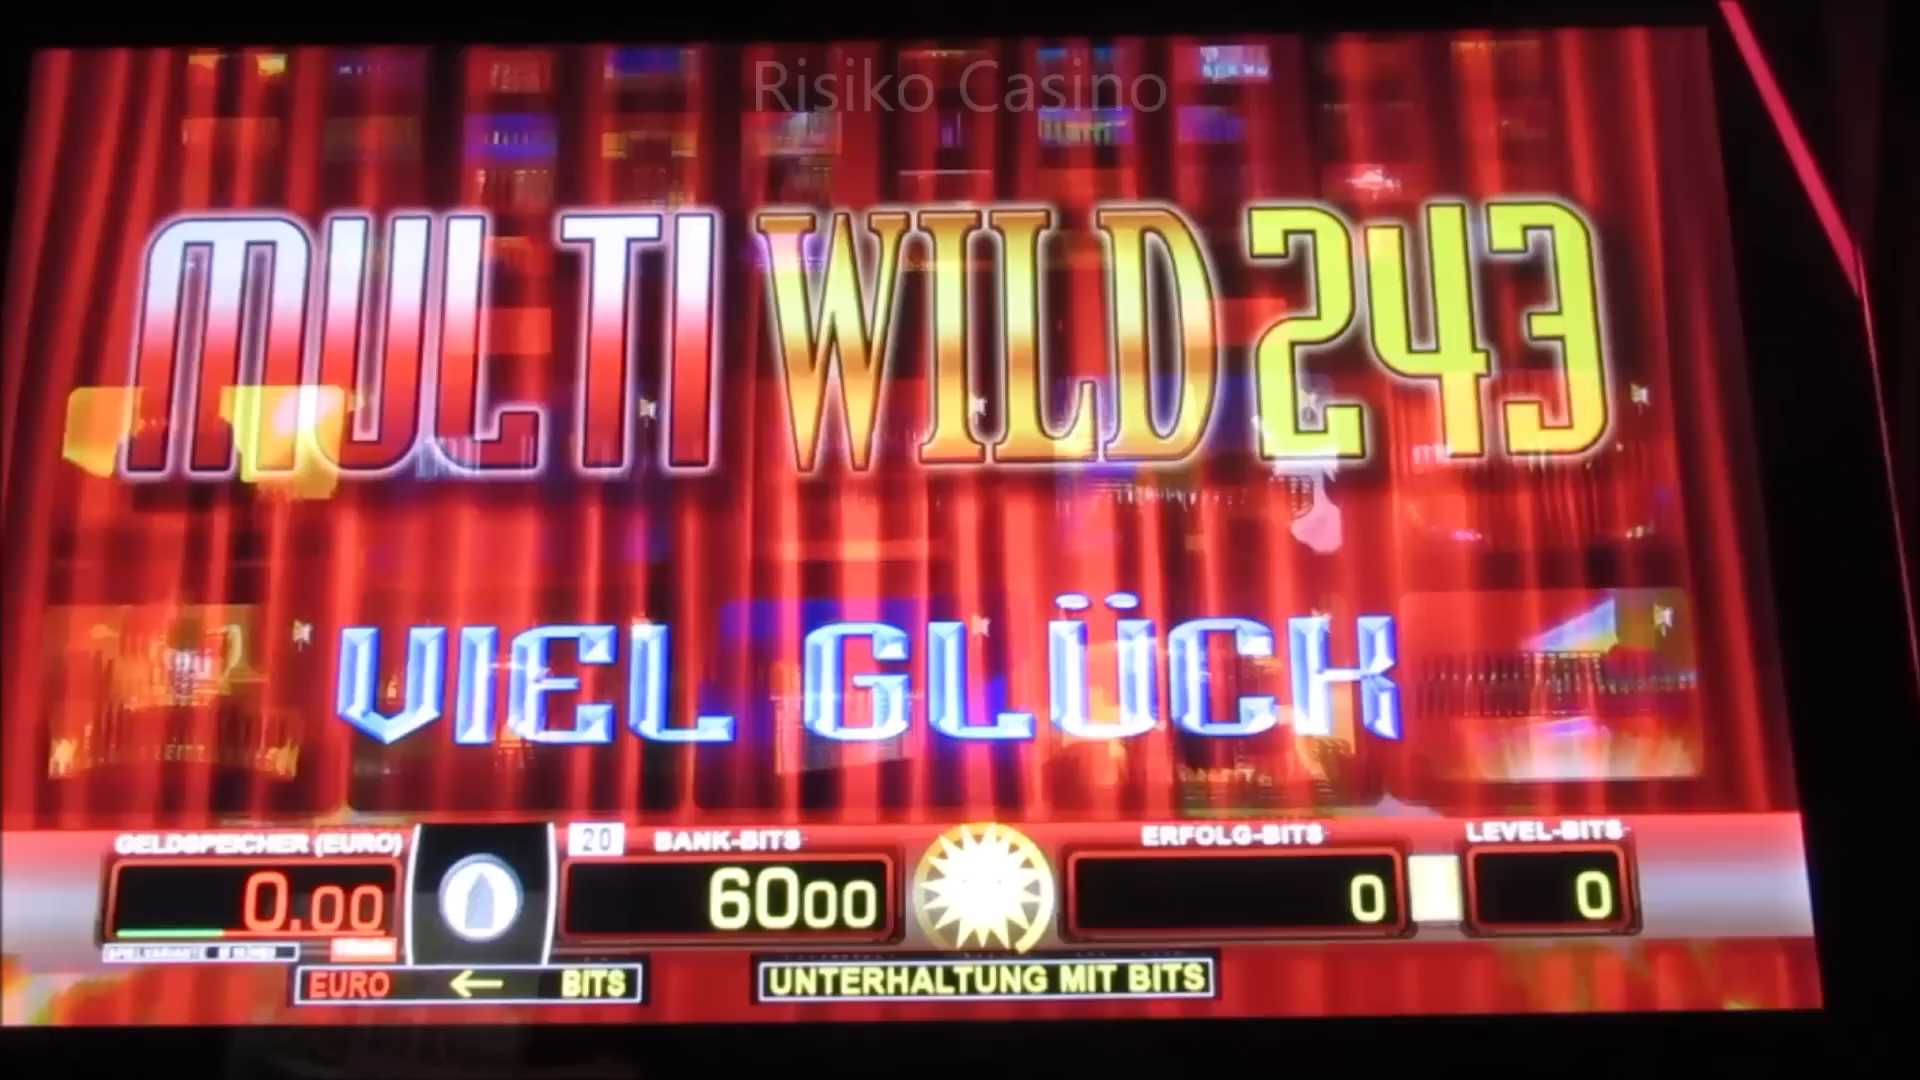 Risiko Casino
MULTI WILD 243
VIEL GLÜCK
GELDSPEICHER (EURO)
20
BANK-BITS
ERFOLG-BITS
LEVEL-BITS
0.00
6000
0
0
EURO ← BITS
UNTERHALTUNG MIT BITS